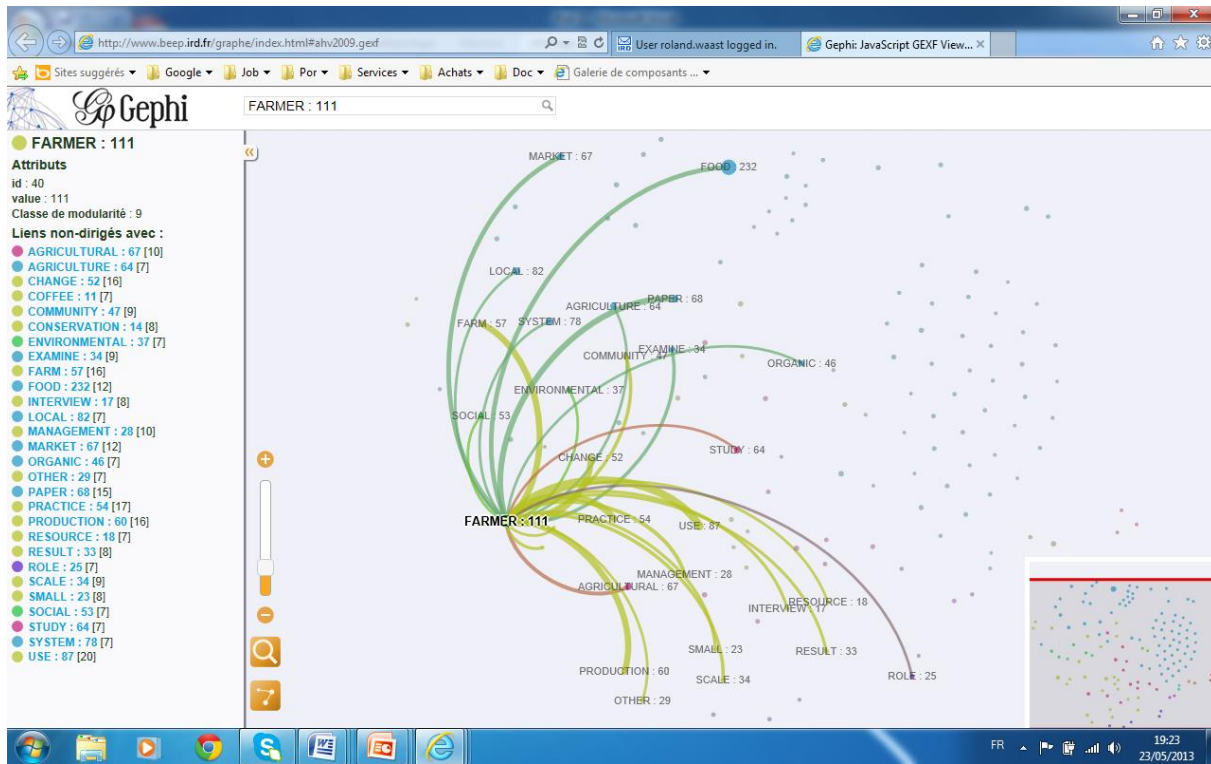 http://www.beep.ird.fr/graphe/index.html#ahv2009.gexf
User roland.waast logged in.
Gephi: JavaScript GEXF View...
Sites suggérés
Google
Job
Por
Services
Achats
Doc
Galerie de composants ...
Gephi
FARMER : 111
FARMER : 111
Attributs
id : 40
value : 111
Classe de modularité : 9
Liens non-dirigés avec :
AGRICULTURAL : 67 [10]
AGRICULTURE : 64 [7]
CHANGE : 52 [16]
COFFEE : 11 [7]
COMMUNITY : 47 [9]
CONSERVATION : 14 [8]
ENVIRONMENTAL : 37 [7]
EXAMINE : 34 [9]
FARM : 57 [16]
FOOD : 232 [12]
INTERVIEW : 17 [8]
LOCAL : 82 [7]
MANAGEMENT : 28 [10]
MARKET : 67 [12]
ORGANIC : 46 [7]
OTHER : 29 [7]
PAPER : 68 [15]
PRACTICE : 54 [17]
PRODUCTION : 60 [16]
RESOURCE : 18 [7]
RESULT : 33 [8]
ROLE : 25 [7]
SCALE : 34 [9]
SMALL : 23 [8]
SOCIAL : 53 [7]
STUDY : 64 [7]
SYSTEM : 78 [7]
USE : 87 [20]
MARKET : 67
FOOD : 232
LOCAL : 82
PAPER : 68
AGRICULTURE : 64
FARM : 57
SYSTEM : 78
EXAMINE : 34
COMMUNITY : 47
ORGANIC : 46
ENVIRONMENTAL : 37
SOCIAL : 53
STUDY : 64
CHANGE : 52
FARMER : 111
PRACTICE : 54
USE : 87
MANAGEMENT : 28
AGRICULTURAL : 67
RESOURCE : 18
INTERVIEW : 17
SMALL : 23
RESULT : 33
PRODUCTION : 60
SCALE : 34
ROLE : 25
OTHER : 29
FR
19:23
23/05/2013